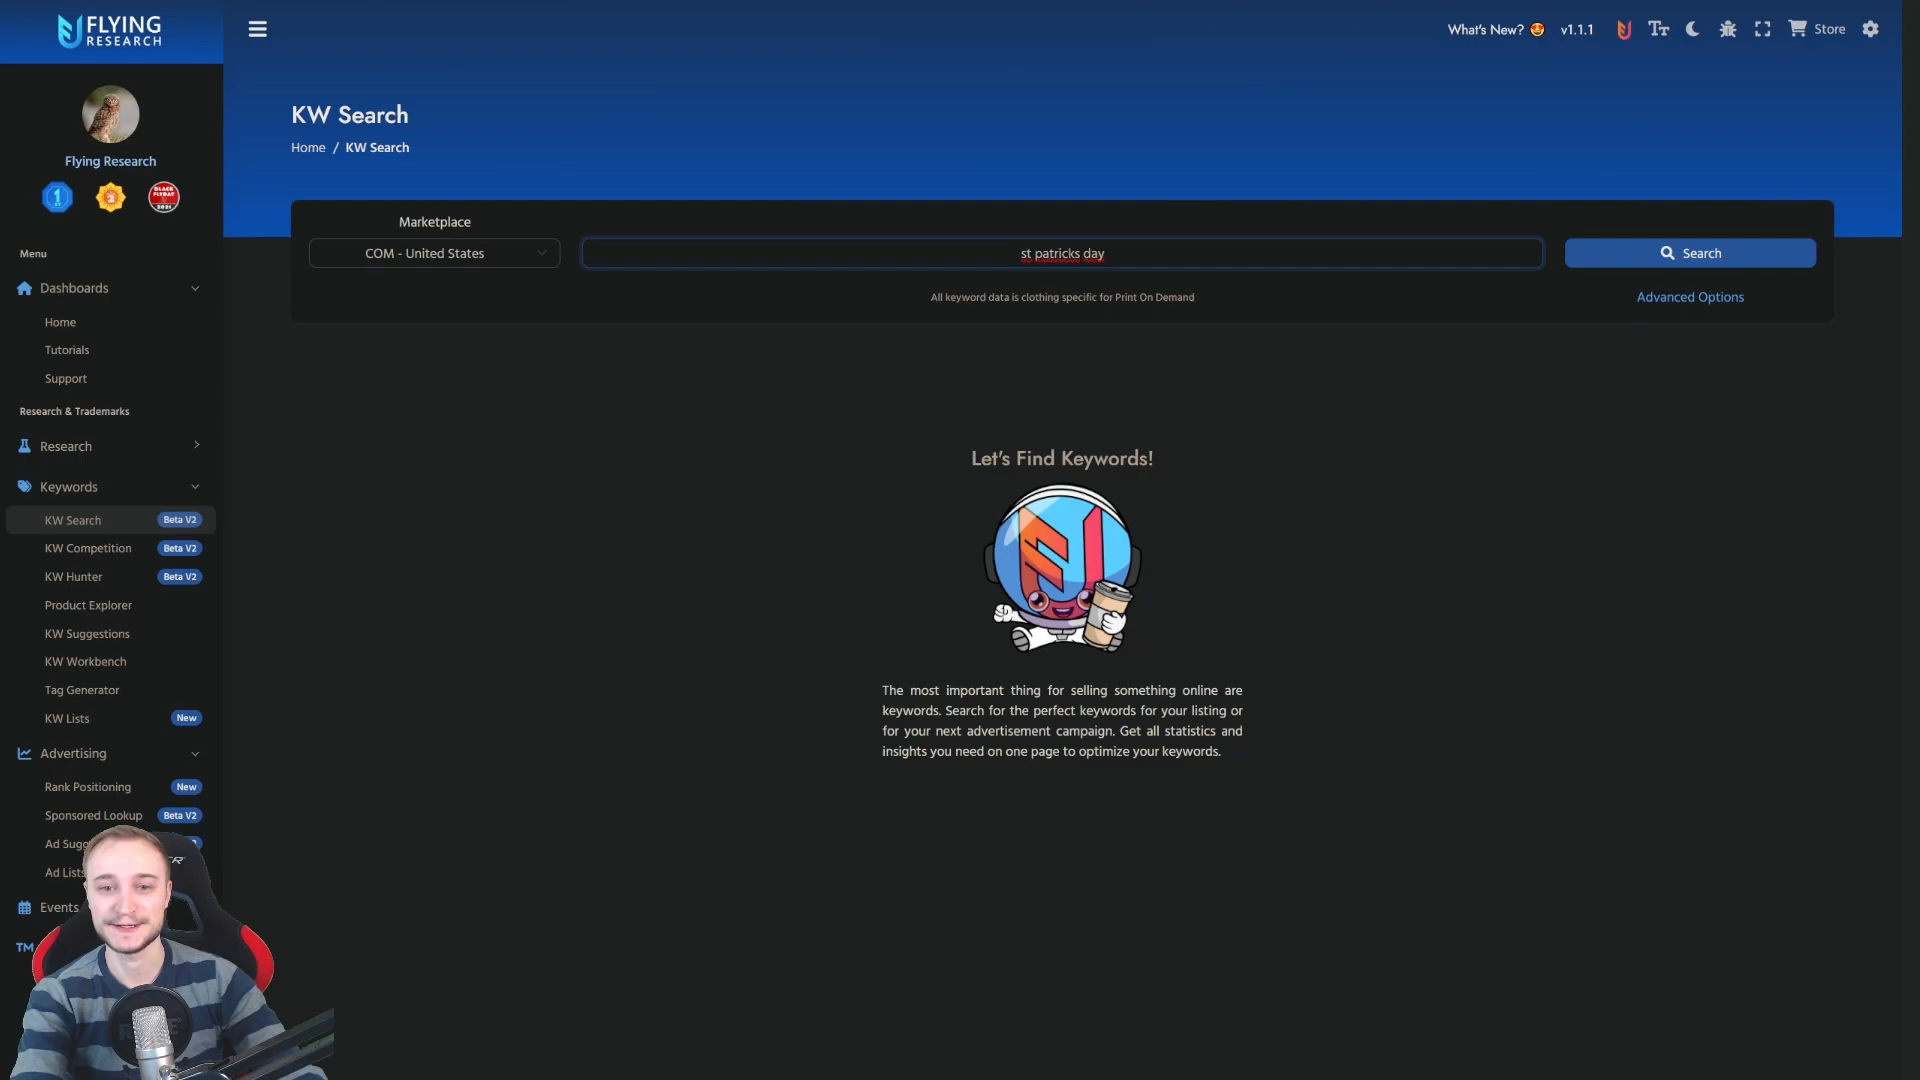 FLYING
RESEARCH
What's New?
v1.1.1
Store
KW Search
Home / KW Search
Flying Research
Marketplace
COM - United States
st patricks day
Search
All keyword data is clothing specific for Print On Demand
Advanced Options
Menu
Dashboards
Home
Tutorials
Support
Research & Trademarks
Research
Keywords
KW Search Beta V2
KW Competition Beta V2
KW Hunter Beta V2
Product Explorer
KW Suggestions
KW Workbench
Tag Generator
KW Lists New
Advertising
Rank Positioning New
Sponsored Lookup Beta V2
Ad Sugg
Ad Lists
Events
TM
Let's Find Keywords!
The most important thing for selling something online are
keywords. Search for the perfect keywords for your listing or
for your next advertisement campaign. Get all statistics and
insights you need on one page to optimize your keywords.